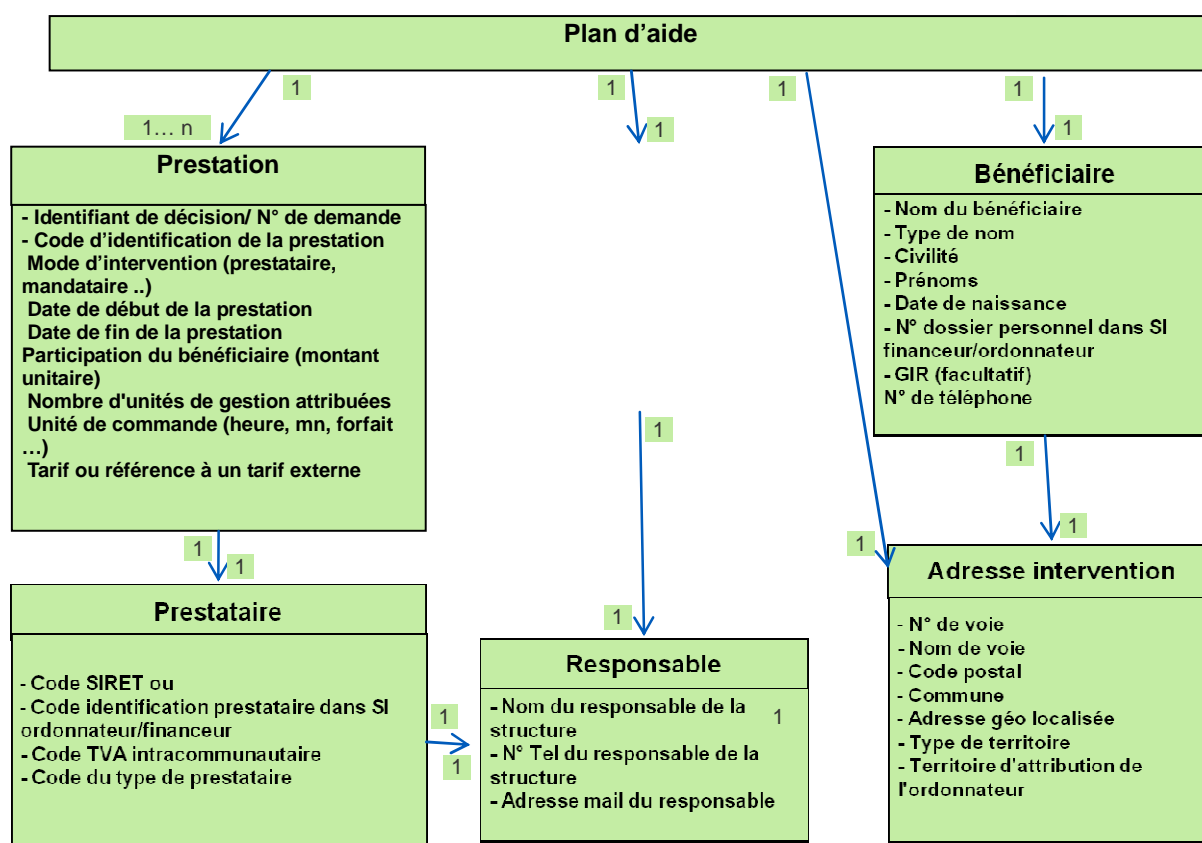 Plan d’aide
1
1
1
1
1… n
1
1
Prestation
- Identifiant de décision/ N° de demande
- Code d’identification de la prestation
Mode d’intervention (prestataire,
mandataire ..)
Date de début de la prestation
Date de fin de la prestation
Participation du bénéficiaire (montant
unitaire)
Nombre d'unités de gestion attribuées
Unité de commande (heure, mn, forfait
…)
Tarif ou référence à un tarif externe
Bénéficiaire
- Nom du bénéficiaire
- Type de nom
- Civilité
- Prénoms
- Date de naissance
- N° dossier personnel dans SI
financeur/ordonnateur
- GIR (facultatif)
N° de téléphone
1
1
1
1
1
1
1
Prestataire
- Code SIRET ou
- Code identification prestataire dans SI
ordonnateur/financeur
- Code TVA intracommunautaire
- Code du type de prestataire
1
1
1
Responsable
- Nom du responsable de la
structure
1
- N° Tel du responsable de la
structure
- Adresse mail du responsable
Adresse intervention
- N° de voie
- Nom de voie
- Code postal
- Commune
- Adresse géo localisée
- Type de territoire
- Territoire d'attribution de
l'ordonnateur